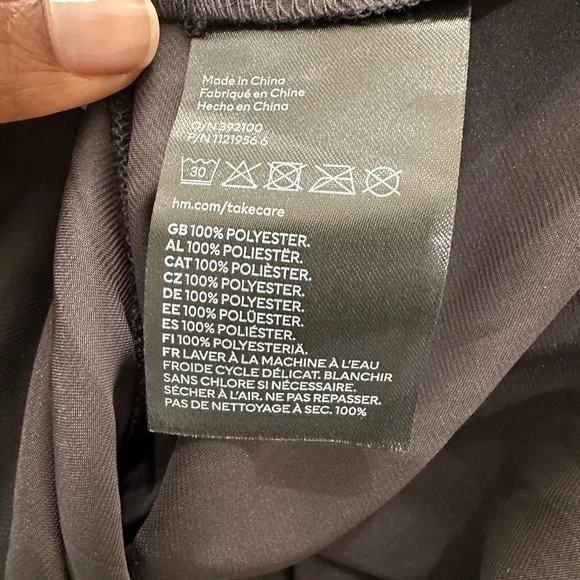 Made in China
Fabriqué en Chine
Hecho en China
O/N 392100
P/N 1121956 6
30
hm.com/takecare
GB 100% POLYESTER.
AL 100% POLIESTËR.
CAT 100% POLIÈSTER.
CZ 100% POLYESTER.
DE 100% POLYESTER.
EE 100% POLÜESTER.
ES 100% POLIÉSTER.
FI 100% POLYESTERIÄ.
FR LAVER À LA MACHINE À L'EAU
FROIDE CYCLE DÉLICAT. BLANCHIR
SANS CHLORE SI NÉCESSAIRE.
SÉCHER À L'AIR. NE PAS REPASSER.
PAS DE NETTOYAGE À SEC. 100%